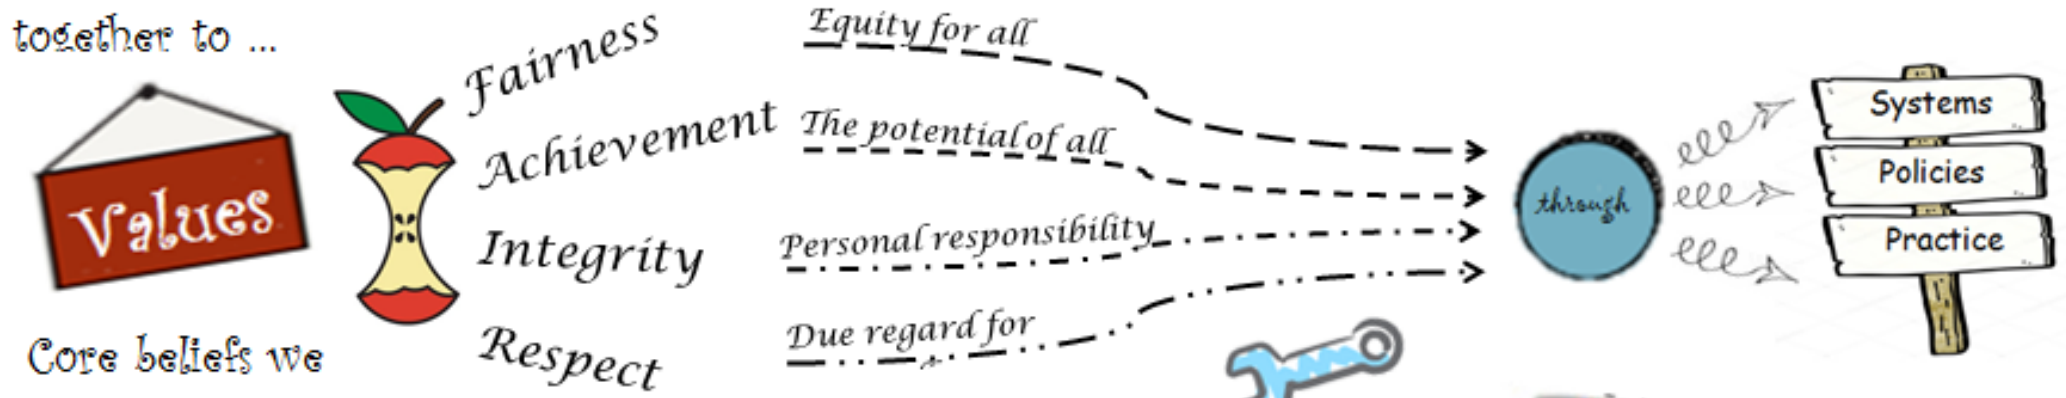 together to ...
Values
Core beliefs we
Fairness
Achievement
Integrity
Respect
Equity for all
The potential of all
Personal responsibility
Due regard for
through
Systems
Policies
Practice